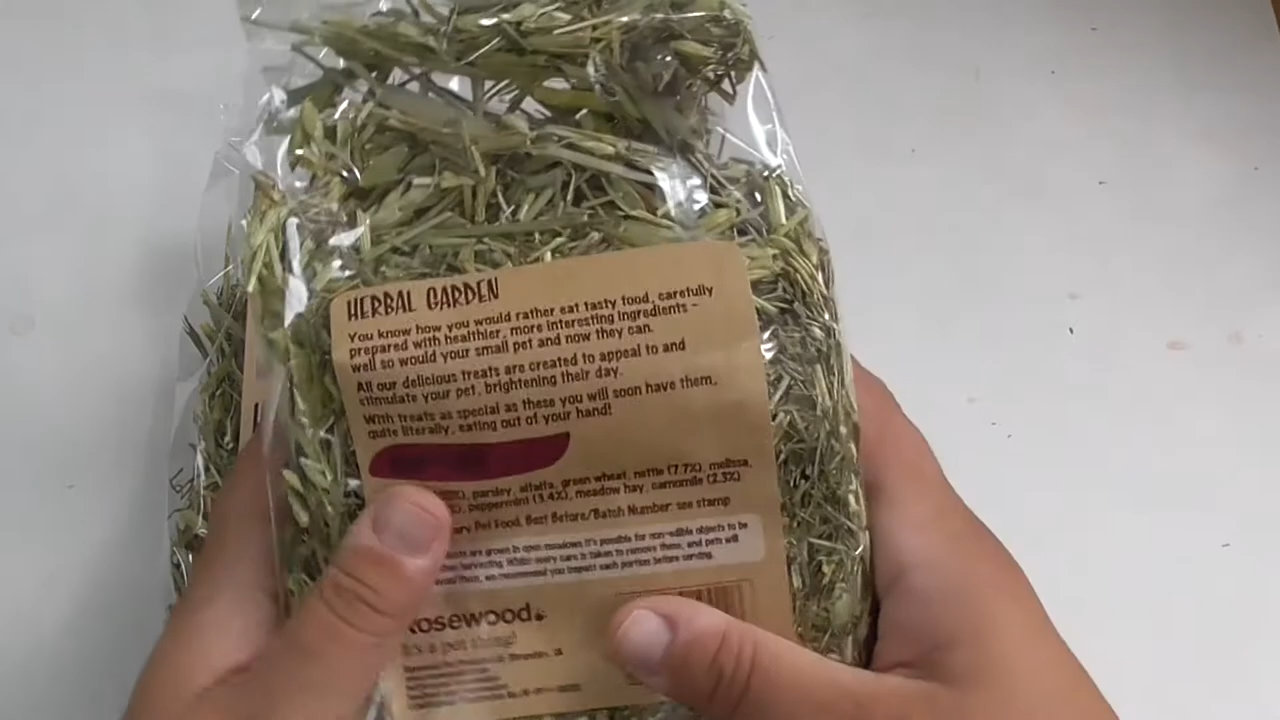 HERBAL GARDEN
You know how you would rather eat tasty food, carefully
prepared with healthier, more interesting ingredients –
well so would your small pet and now they can.
All our delicious treats are created to appeal to and
stimulate your pet, brightening their day.
With treats as special as these you will soon have them,
quite literally, eating out of your hand!
parsley, alfalfa, green wheat, nettle (7.7%), melissa,
peppermint (3.4%), meadow hay, camomile (2.3%)
Pet Food. Best Before/Batch Number: see stamp
are grown in open meadows it's possible for non-edible objects to be
harvesting. Whilst every care is taken to remove these, and pets will
we recommend you inspect each portion before serving.
Rosewood
It's a pet thing!